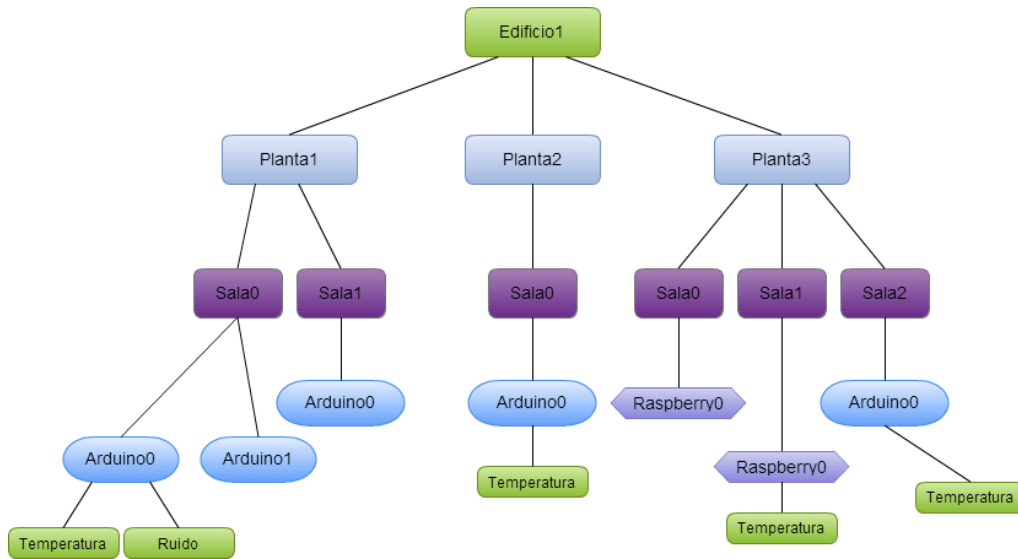 Edificio1
Planta1
Planta2
Planta3
Sala0
Sala1
Sala0
Sala0
Sala1
Sala2
Arduino0
Arduino0
Raspberry0
Arduino0
Arduino0
Arduino1
Raspberry0
Temperatura
Temperatura
Temperatura
Ruido
Temperatura